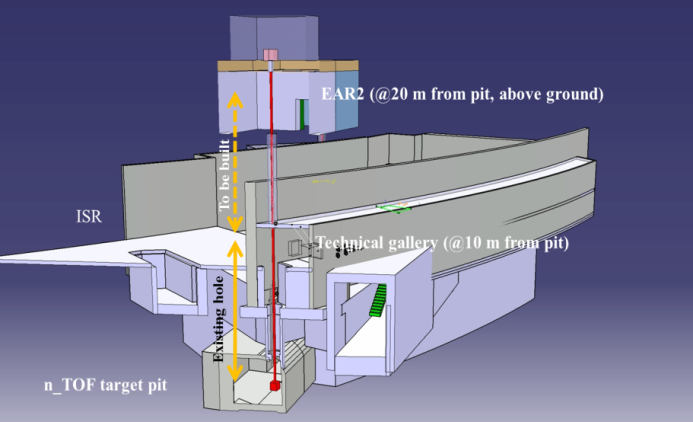 EAR2 (@20 m from pit, above ground)
To be built
ISR
Technical gallery (@10 m from pit)
Existing hole
n_TOF target pit